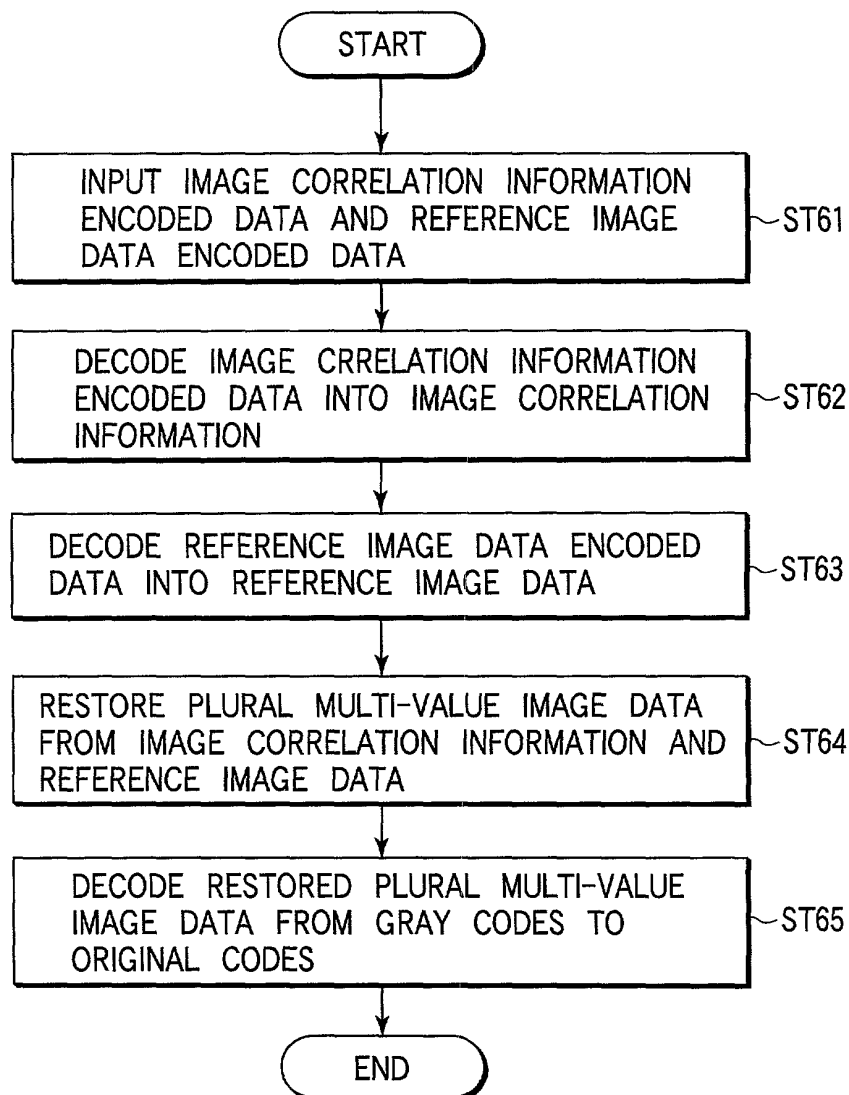 START
INPUT IMAGE CORRELATION INFORMATION
ENCODED DATA AND REFERENCE IMAGE
DATA ENCODED DATA
ST61
DECODE IMAGE CRRELATION INFORMATION
ENCODED DATA INTO IMAGE CORRELATION
INFORMATION
ST62
DECODE REFERENCE IMAGE DATA ENCODED
DATA INTO REFERENCE IMAGE DATA
ST63
RESTORE PLURAL MULTI-VALUE IMAGE DATA
FROM IMAGE CORRELATION INFORMATION AND
REFERENCE IMAGE DATA
ST64
DECODE RESTORED PLURAL MULTI-VALUE
IMAGE DATA FROM GRAY CODES TO
ORIGINAL CODES
ST65
END